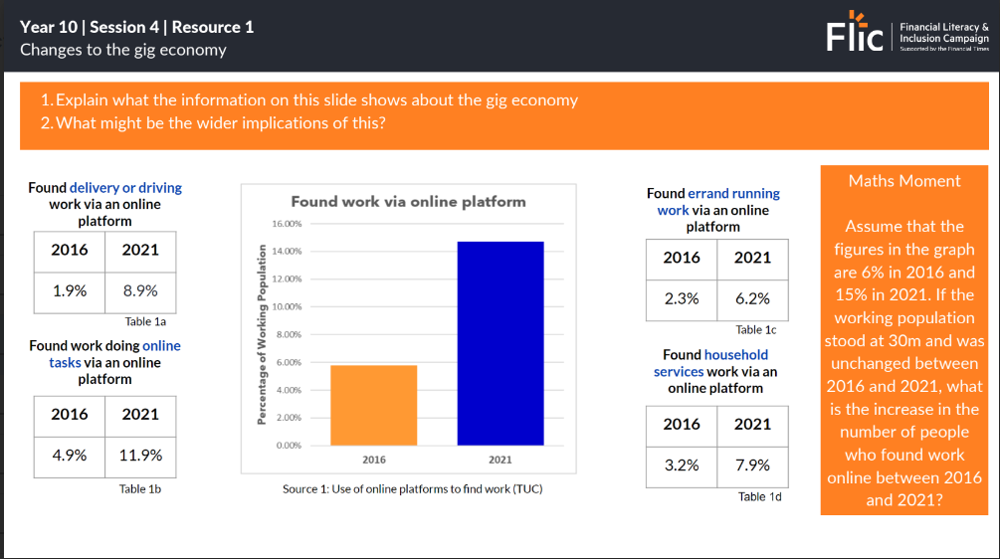 Year 10 | Session 4 | Resource 1
Changes to the gig economy
Flic
Financial Literacy &
Inclusion Campaign
Supported by the Financial Times
1. Explain what the information on this slide shows about the gig economy
2. What might be the wider implications of this?
Found delivery or driving
work via an online
platform
2016 2021
1.9% 8.9%
Table 1a
Found work doing online
tasks via an online
platform
2016 2021
4.9% 11.9%
Table 1b
Found work via online platform
Percentage of Working Population
16.00%
14.00%
12.00%
10.00%
8.00%
6.00%
4.00%
2.00%
0.00%
2016 2021
Source 1: Use of online platforms to find work (TUC)
Found errand running
work via an online
platform
2016 2021
2.3% 6.2%
Table 1c
Found household
services work via an
online platform
2016 2021
3.2% 7.9%
Table 1d
Maths Moment
Assume that the
figures in the graph
are 6% in 2016 and
15% in 2021. If the
working population
stood at 30m and was
unchanged between
2016 and 2021, what
is the increase in the
number of people
who found work
online between 2016
and 2021?